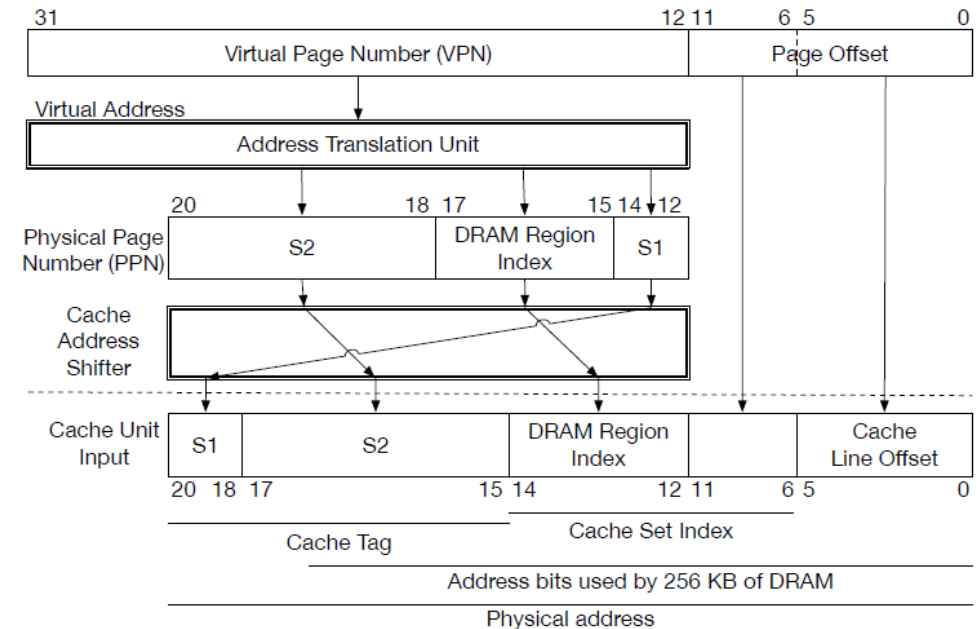 31 12 11 6 5 0
Virtual Page Number (VPN) Page Offset
Virtual Address
Address Translation Unit
20 18 17 15 14 12
Physical Page
Number (PPN)
S2
DRAM Region
Index
S1
Cache
Address
Shifter
Cache Unit
Input
S1
S2
DRAM Region
Index
Cache
Line Offset
20 18 17 15 14 12 11 6 5 0
Cache Tag
Cache Set Index
Address bits used by 256 KB of DRAM
Physical address